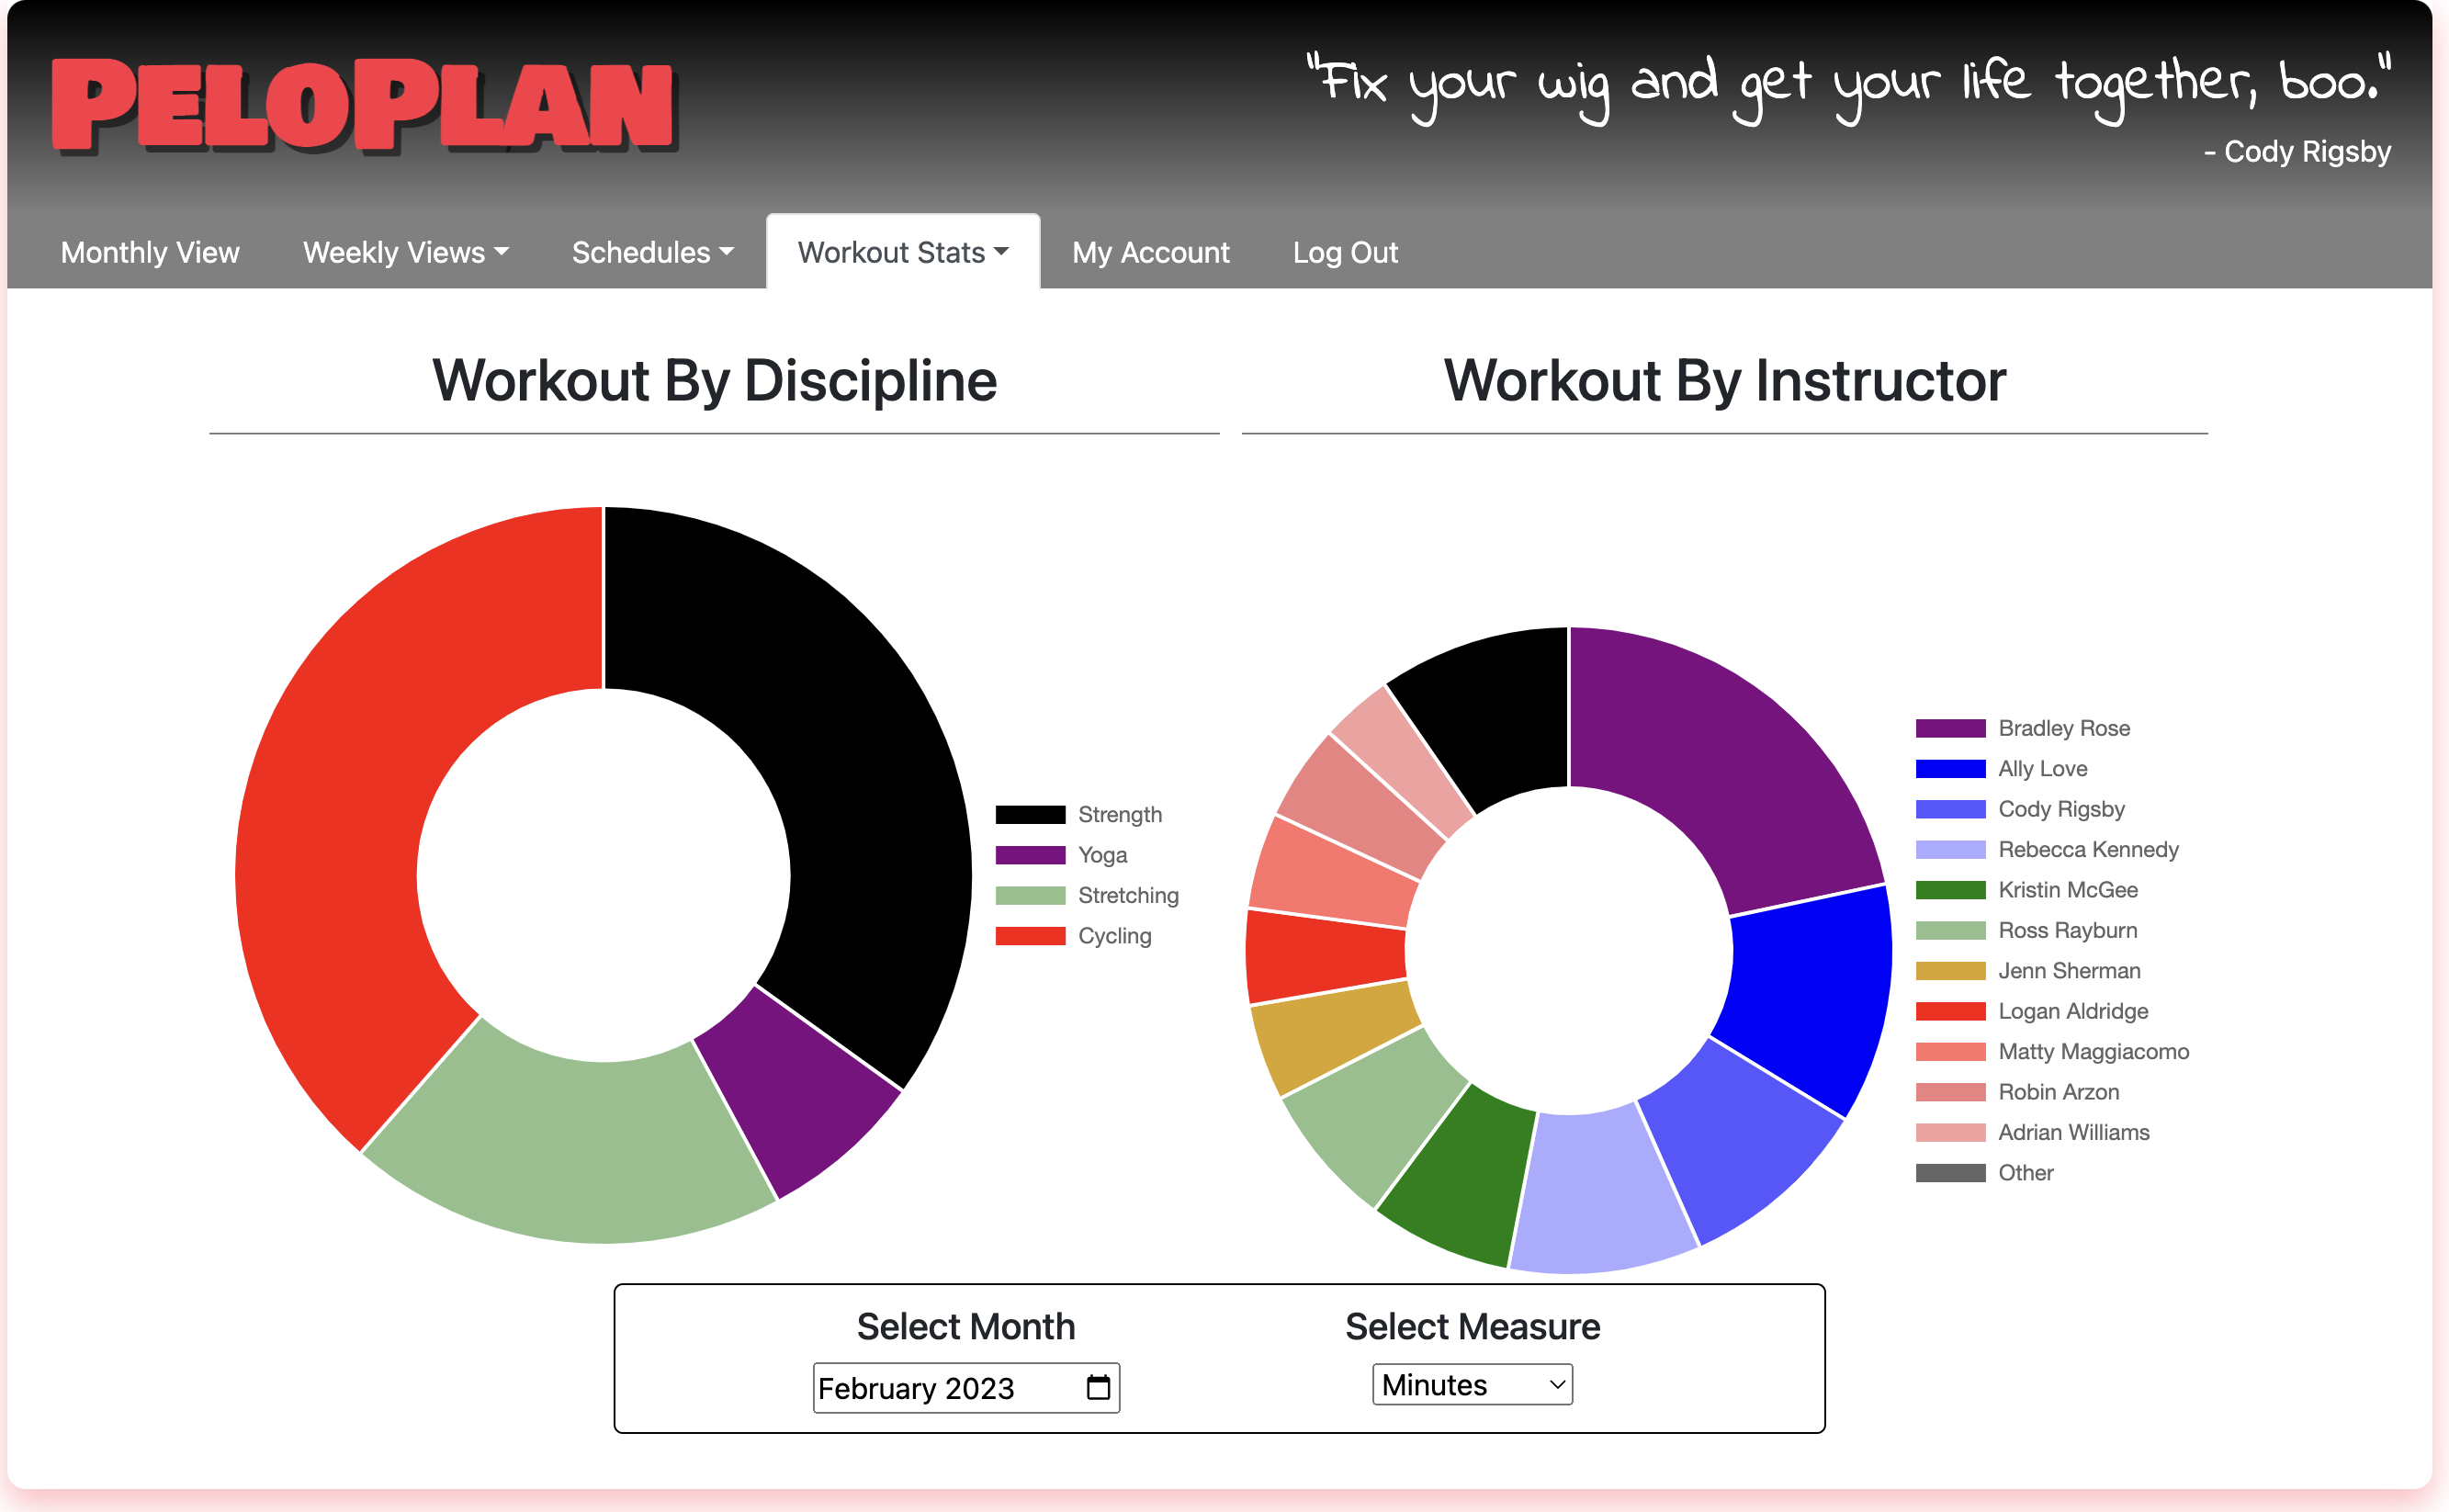 PELOPLAN
"Fix your wig and get your life together, boo."
- Cody Rigsby
Monthly View Weekly Views Schedules Workout Stats My Account Log Out
Workout By Discipline
Strength
Yoga
Stretching
Cycling
Workout By Instructor
Bradley Rose
Ally Love
Cody Rigsby
Rebecca Kennedy
Kristin McGee
Ross Rayburn
Jenn Sherman
Logan Aldridge
Matty Maggiacomo
Robin Arzon
Adrian Williams
Other
Select Month
February 2023
Select Measure
Minutes